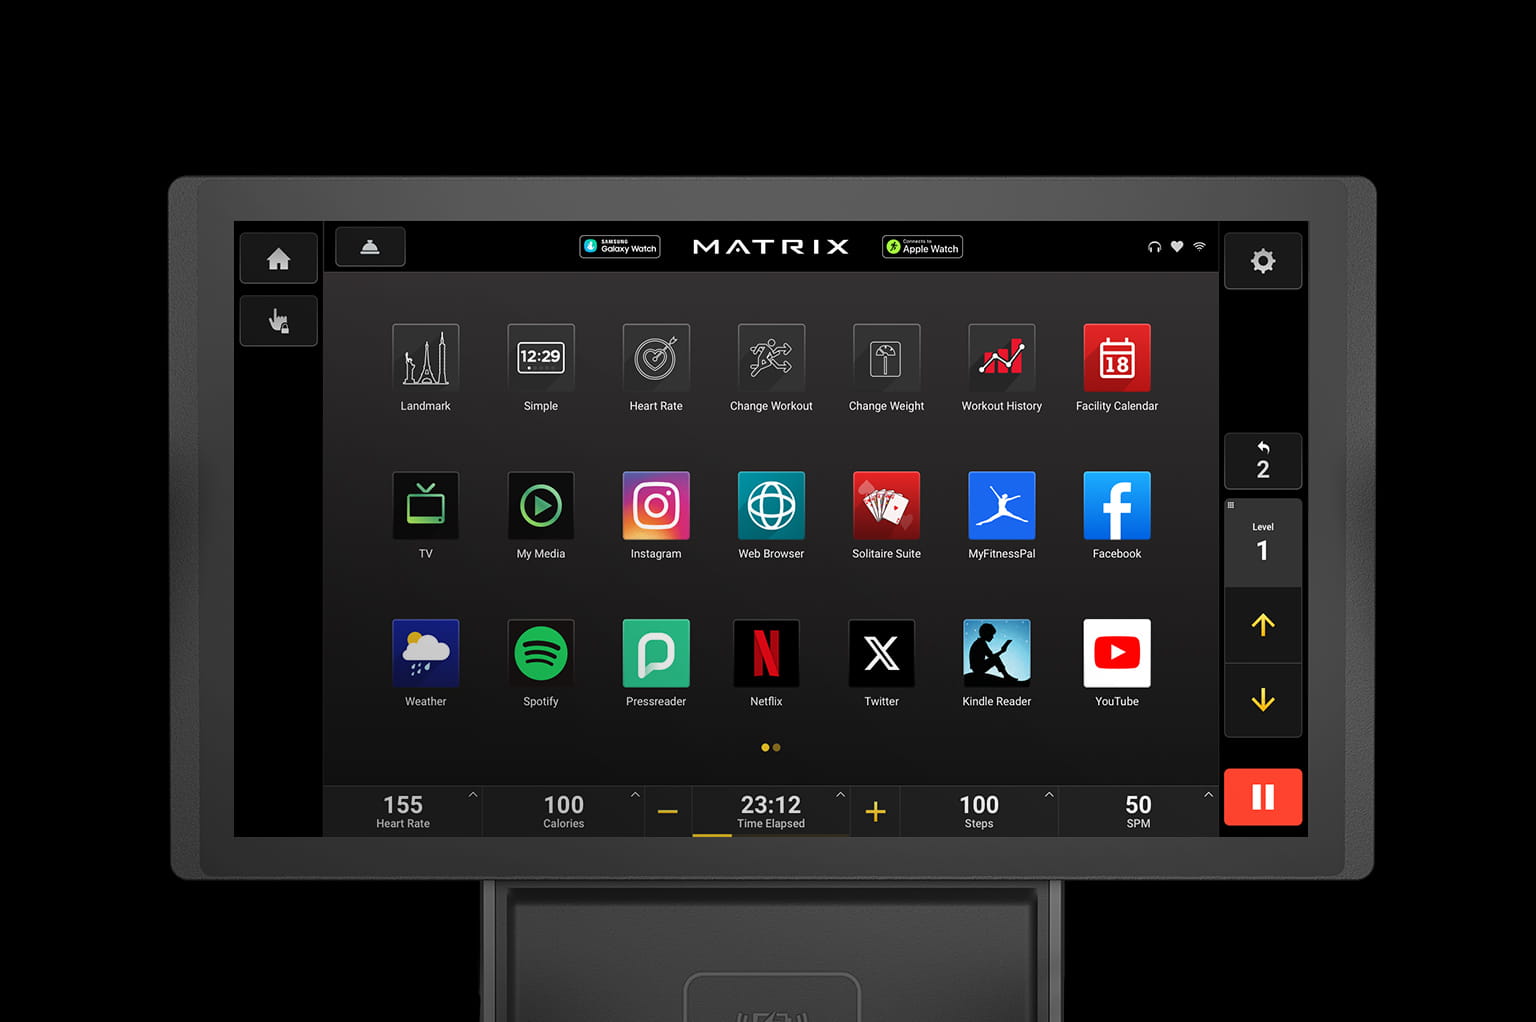 SAMSUNG
Galaxy Watch
MATRIX
Connects to
Apple Watch
12:29
18
Landmark
Simple
Heart Rate
Change Workout
Change Weight
Workout History
Facility Calendar
2
Level
1
TV
My Media
Instagram
Web Browser
Solitaire Suite
MyFitnessPal
Facebook
Weather
Spotify
Pressreader
Netflix
Twitter
Kindle Reader
YouTube
155
Heart Rate
100
Calories
23:12
Time Elapsed
100
Steps
50
SPM